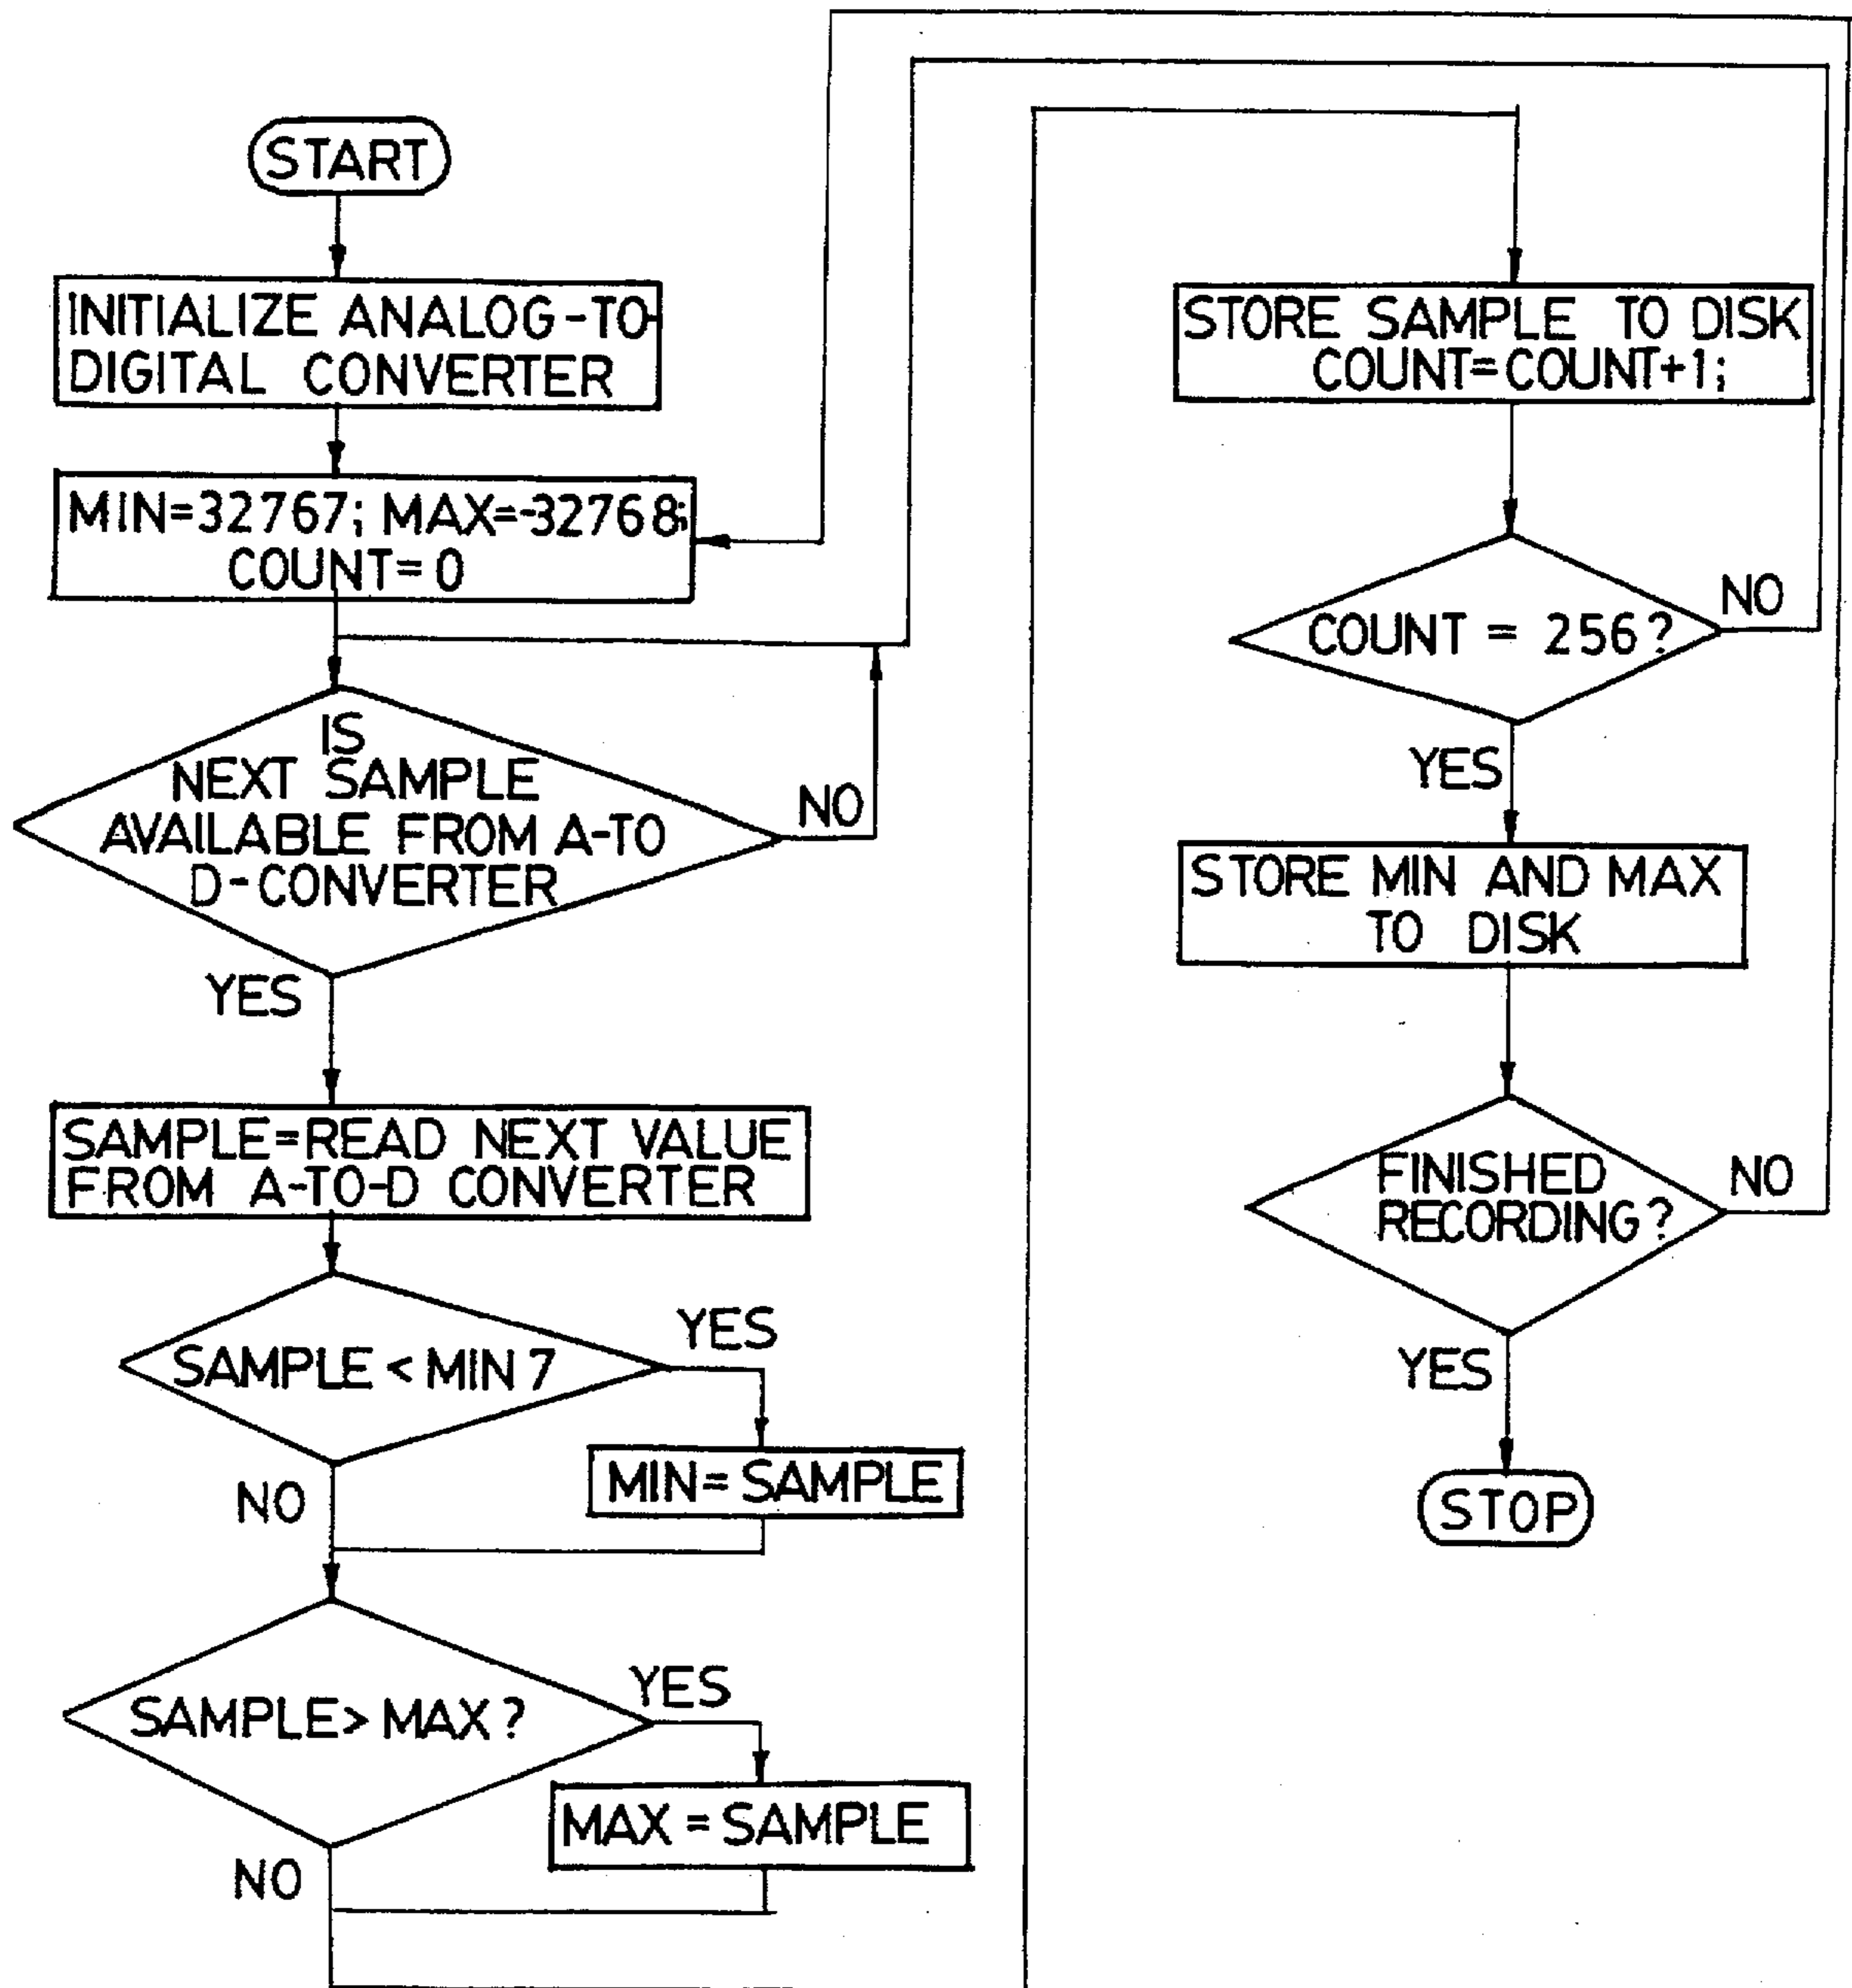 START
INITIALIZE ANALOG-TO-
DIGITAL CONVERTER
MIN=32767; MAX=-32768;
COUNT=0
IS
NEXT SAMPLE
AVAILABLE FROM A-TO
D-CONVERTER
NO
YES
SAMPLE=READ NEXT VALUE
FROM A-TO-D CONVERTER
SAMPLE < MIN 7
YES
NO
MIN=SAMPLE
SAMPLE> MAX?
YES
NO
MAX = SAMPLE
STORE SAMPLE TO DISK
COUNT=COUNT+1;
COUNT = 256?
NO
YES
STORE MIN AND MAX
TO DISK
FINISHED
RECORDING?
NO
YES
STOP